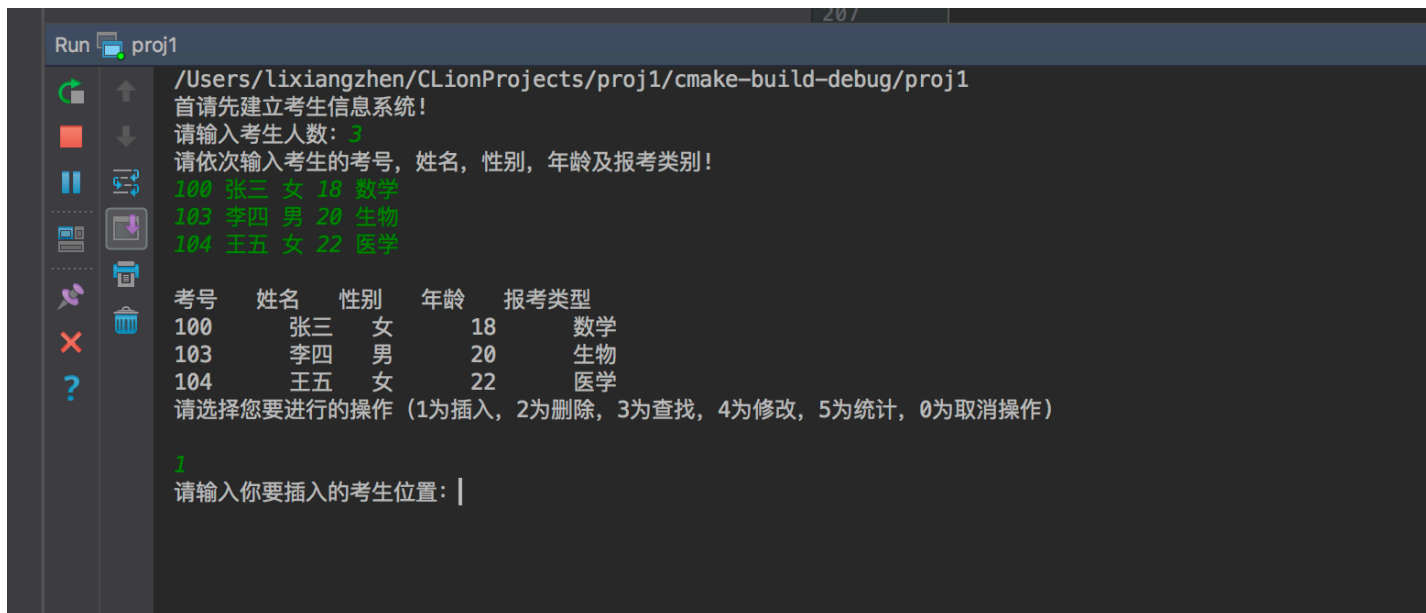 207
Run proj1
/Users/lixiangzhen/CLionProjects/proj1/cmake-build-debug/proj1
首请先建立考生信息系统!
请输入考生人数：3
请依次输入考生的考号，姓名，性别，年龄及报考类别!
100 张三 女 18 数学
103 李四 男 20 生物
104 王五 女 22 医学
考号 姓名 性别 年龄 报考类型
100 张三 女 18 数学
103 李四 男 20 生物
104 王五 女 22 医学
请选择您要进行的操作（1为插入，2为删除，3为查找，4为修改，5为统计，0为取消操作）
1
请输入你要插入的考生位置：